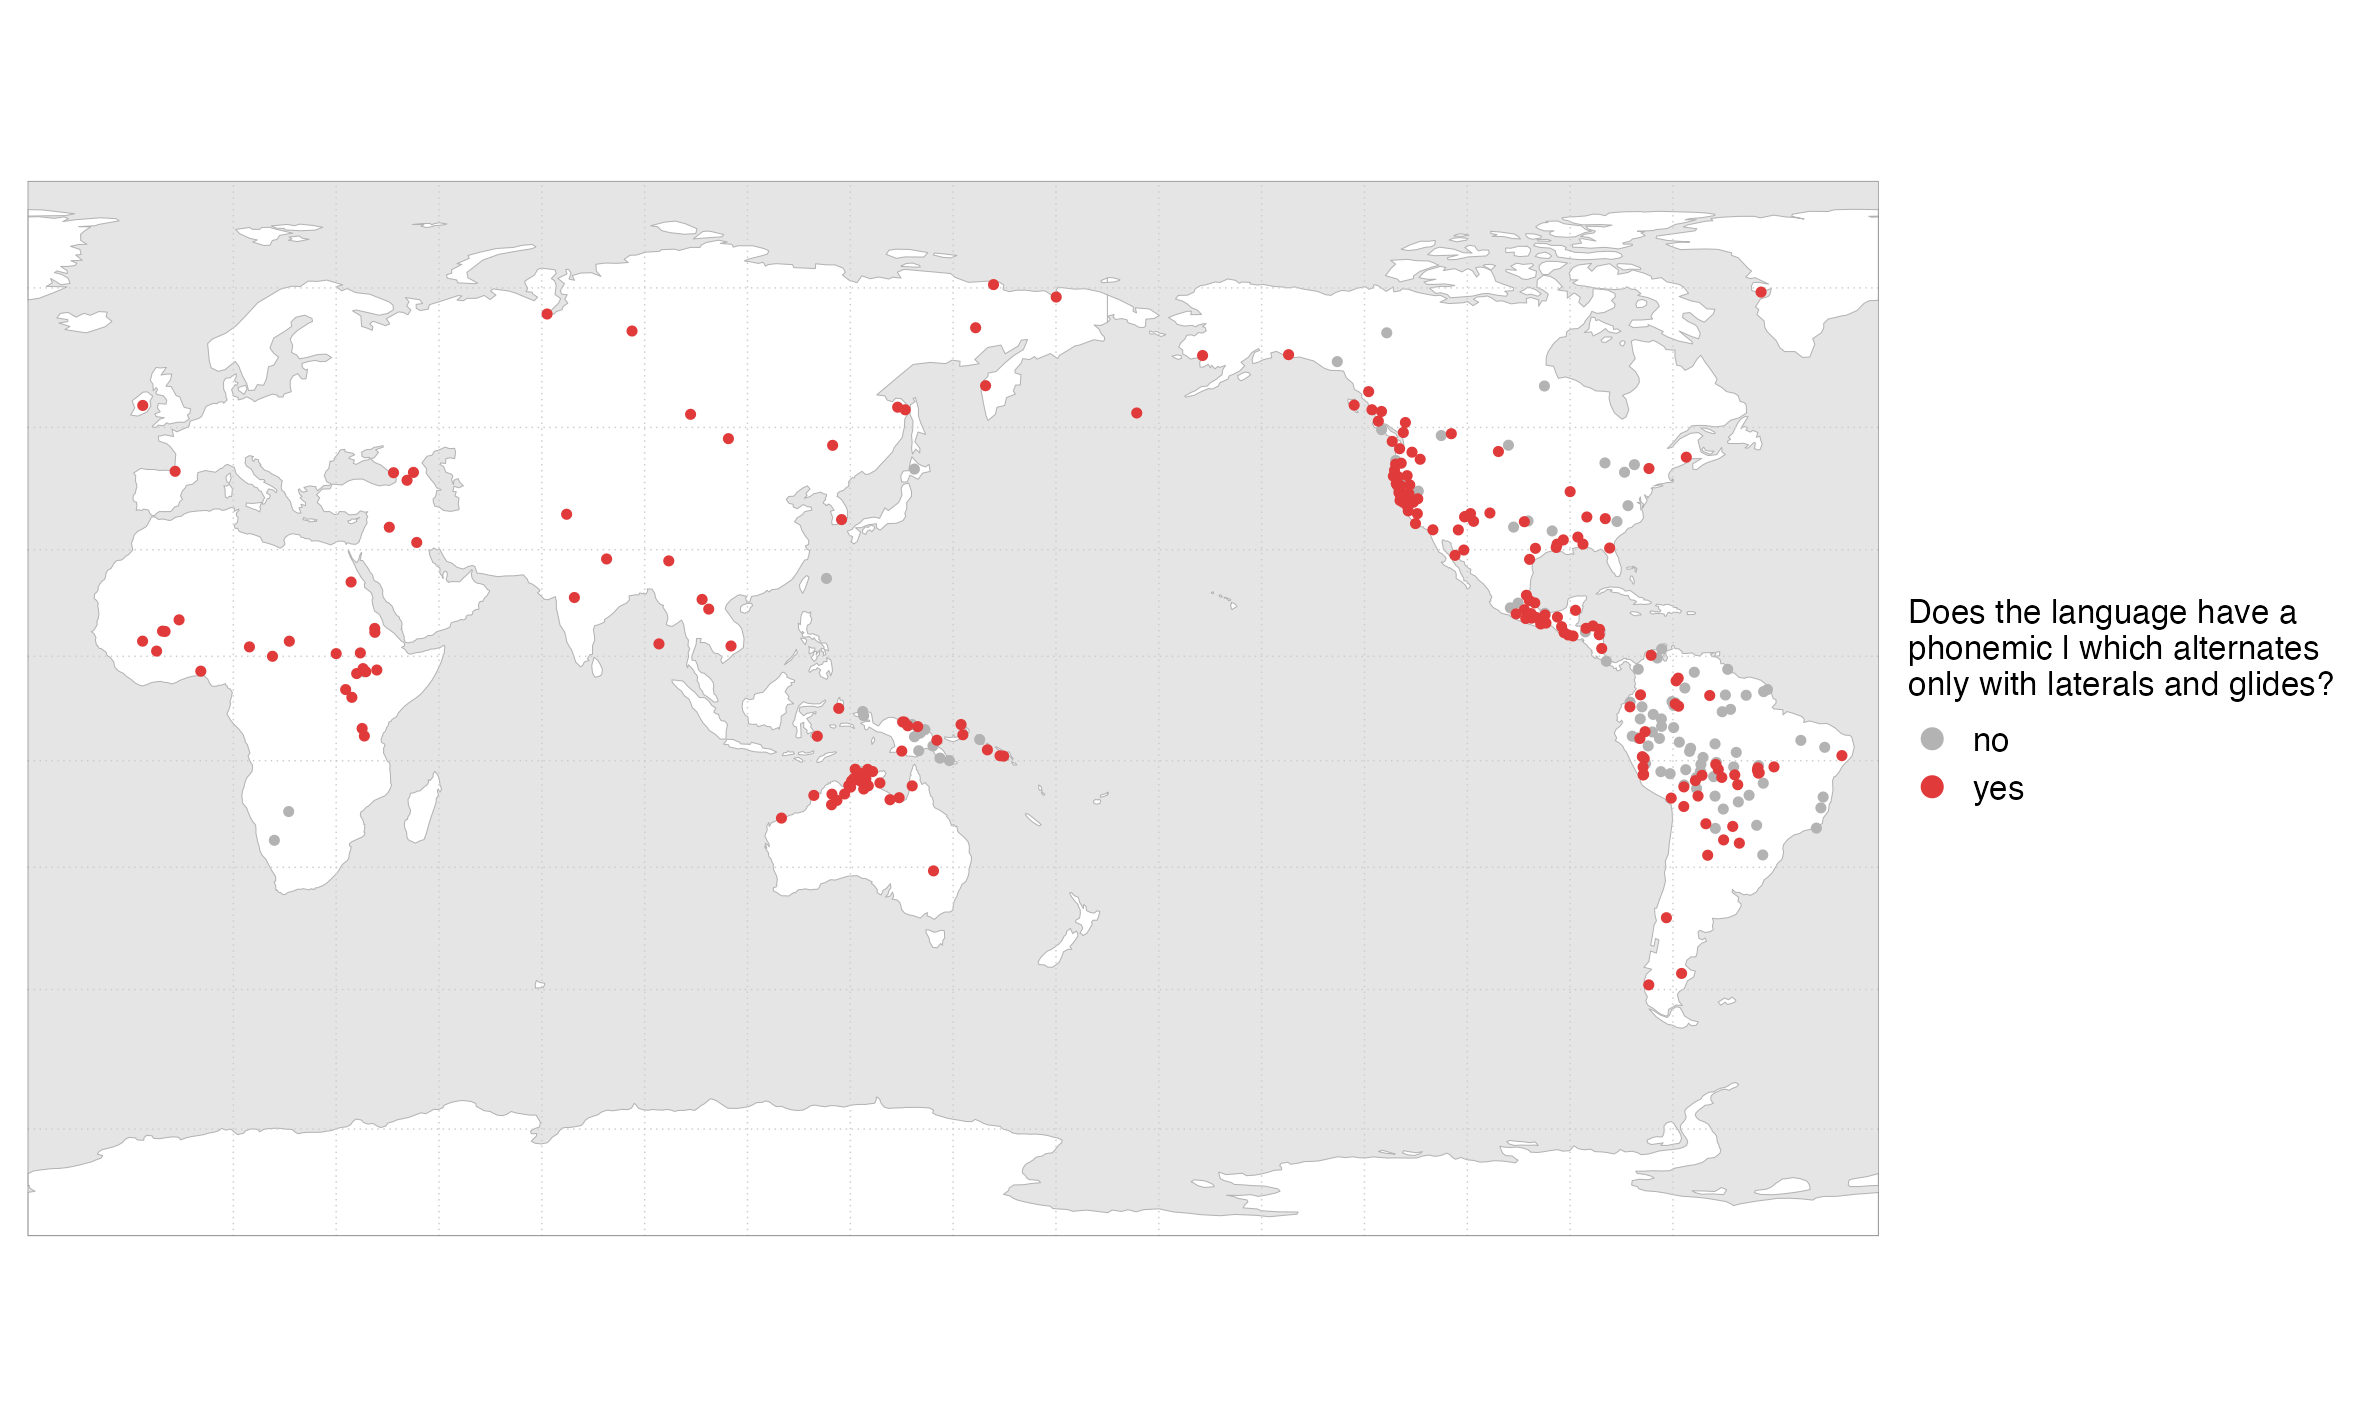 Does the language have a
phonemic l which alternates
only with laterals and glides?
no
yes